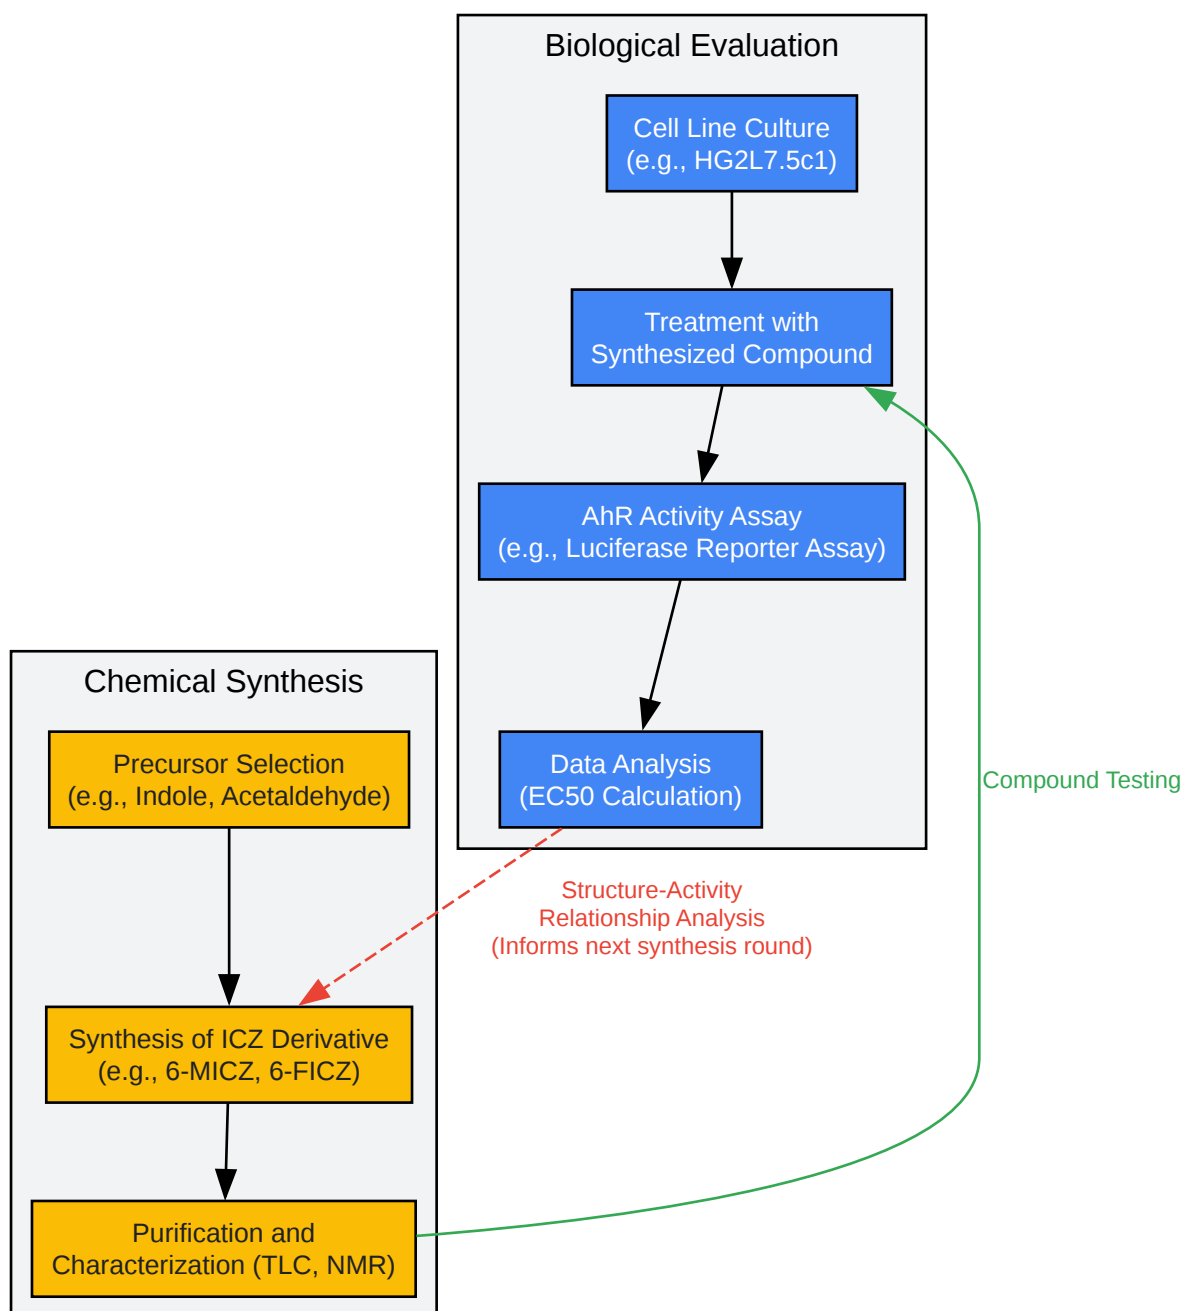 Biological Evaluation
Cell Line Culture
(e.g., HG2L7.5c1)
Treatment with
Synthesized Compound
AhR Activity Assay
(e.g., Luciferase Reporter Assay)
Data Analysis
(EC50 Calculation)
Chemical Synthesis
Precursor Selection
(e.g., Indole, Acetaldehyde)
Compound Testing
Structure-Activity
Relationship Analysis
(Informs next synthesis round)
Synthesis of ICZ Derivative
(e.g., 6-MICZ, 6-FICZ)
Purification and
Characterization (TLC, NMR)